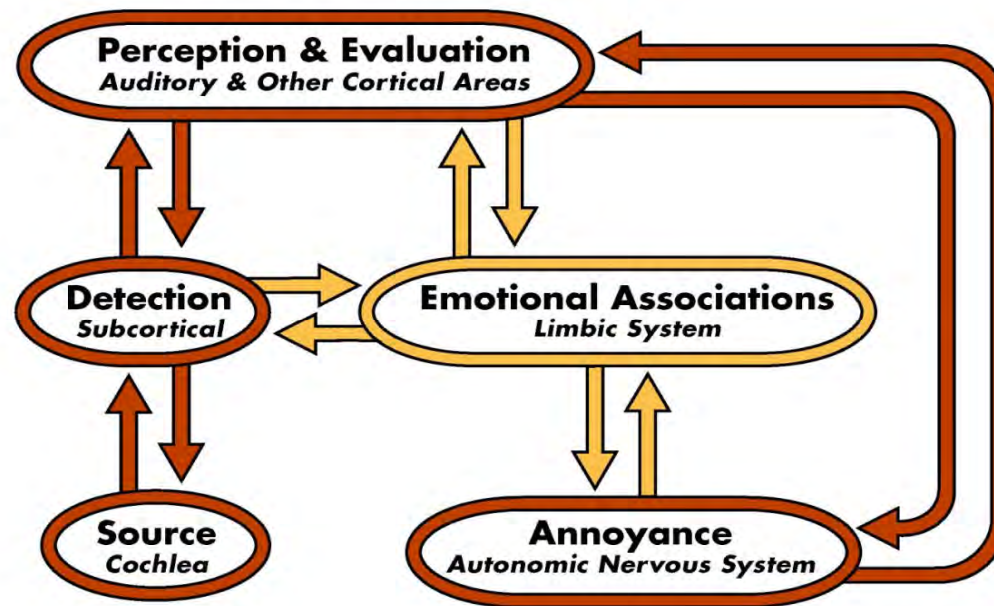 Perception & Evaluation
Auditory & Other Cortical Areas
Detection
Subcortical
Emotional Associations
Limbic System
Source
Cochlea
Annoyance
Autonomic Nervous System